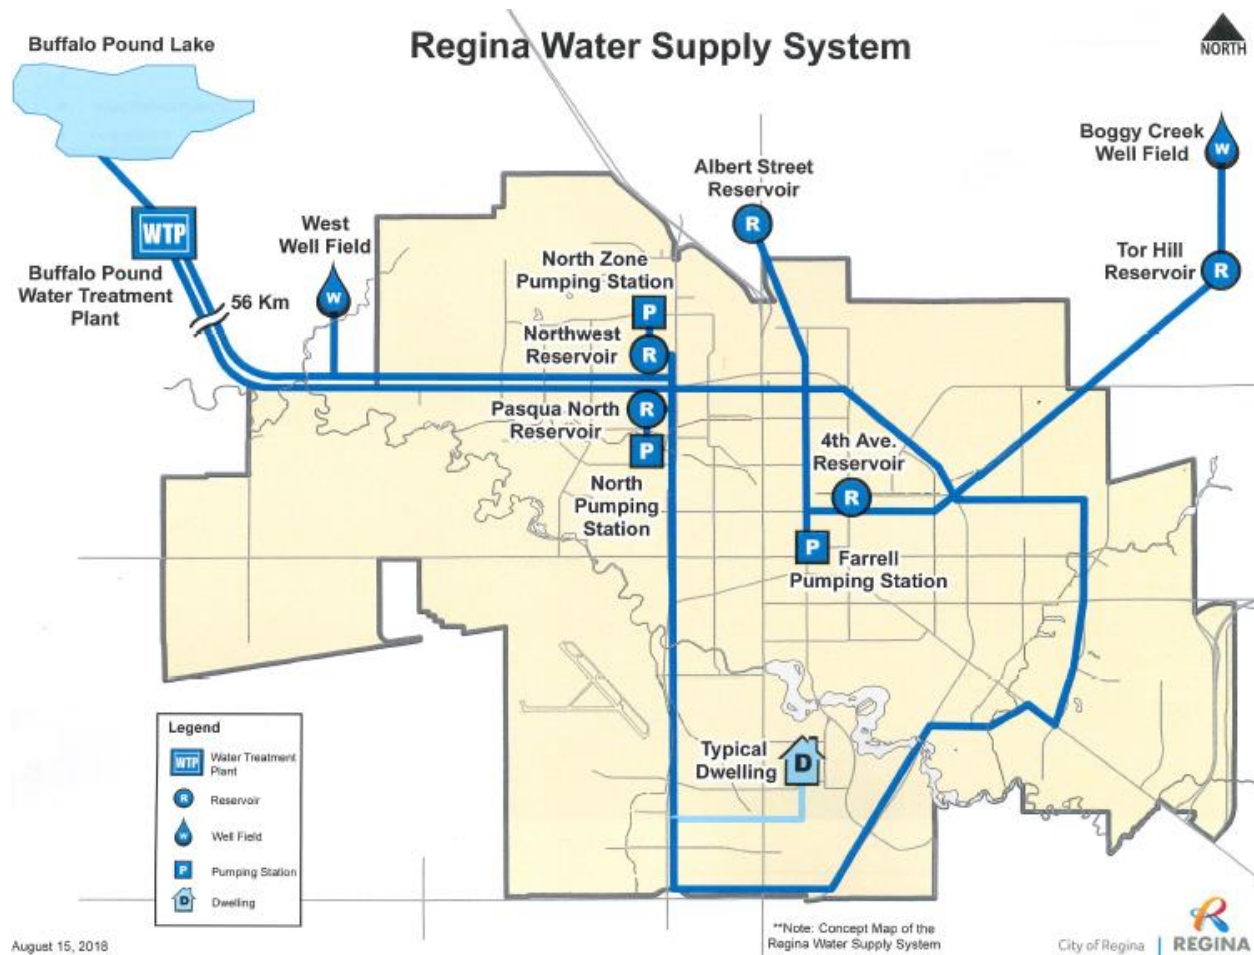 Regina Water Supply System
NORTH
Buffalo Pound Lake
WTP
Buffalo Pound
Water Treatment
Plant
56 Km
West
Well Field
W
North Zone
Pumping Station
P
Northwest
Reservoir
R
Pasqua North
Reservoir
R
P
North
Pumping
Station
Albert Street
Reservoir
R
4th Ave.
Reservoir
R
P
Farrell
Pumping Station
Boggy Creek
Well Field
W
Tor Hill
Reservoir
R
Typical
Dwelling
D
Legend
WTP
Water Treatment
Plant
R
Reservoir
W
Well Field
P
Pumping Station
D
Dwelling
August 15, 2018
**Note: Concept Map of the
Regina Water Supply System
City of Regina | REGINA